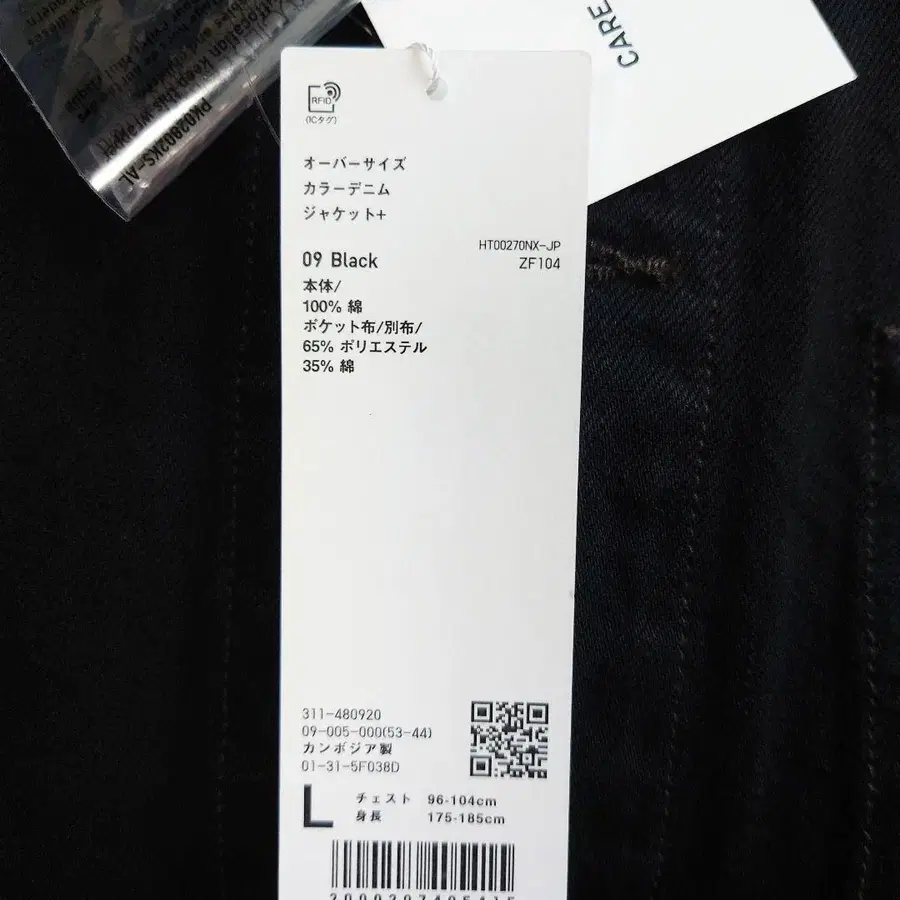 CARE
PK02802KS-AL
RFID
(ICタグ)
オーバーサイズ
カラーデニム
ジャケット+
HT00270NX-JP
09 Black
ZF104
本体/
100% 綿
ポケット布/別布/
65% ポリエステル
35% 綿
311-480920
09-005-000(53-44)
カンボジア製
01-31-5F038D
L
チェスト 96-104cm
身長 175-185cm